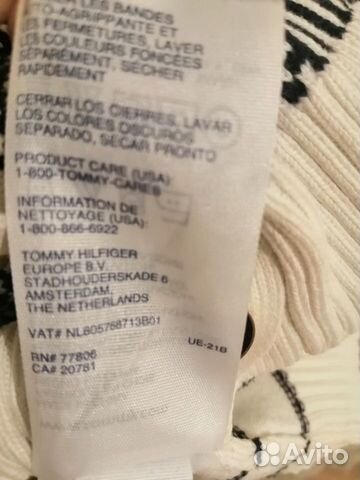 LES BANDES
AUTO-AGRIPPANTE ET
LES FERMETURES, LAVER
LES COULEURS FONCÉES
SÉPARÉMENT, SÉCHER
RAPIDEMENT
CERRAR LOS CIERRES, LAVAR
LOS COLORES OSCUROS
SEPARADO, SECAR PRONTO
PRODUCT CARE (USA):
1-800-TOMMY-CARES
INFORMATION DE
NETTOYAGE (USA):
1-800-866-6922
TOMMY HILFIGER
EUROPE B.V.
STADHOUDERSKADE 6
AMSTERDAM,
THE NETHERLANDS
VAT# NL805768713B01
UE-21B
RN# 77806
CA# 20781
Avito